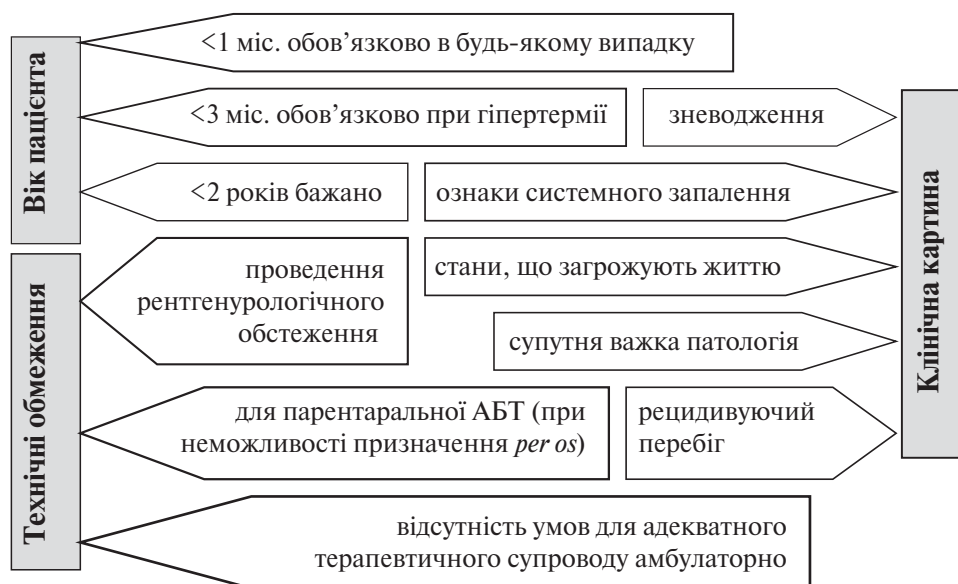 Вік пацієнта
<1 міс. обов’язково в будь-якому випадку
<3 міс. обов’язково при гіпертермії
<2 років бажано
Технічні обмеження
проведення
рентгенурологічного
обстеження
для парентаральної АБТ (при
неможливості призначення per os)
відсутність умов для адекватного
терапевтичного супроводу амбулаторно
Клінічна картина
зневодження
ознаки системного запалення
стани, що загрожують життю
супутня важка патологія
рецидивуючий
перебіг